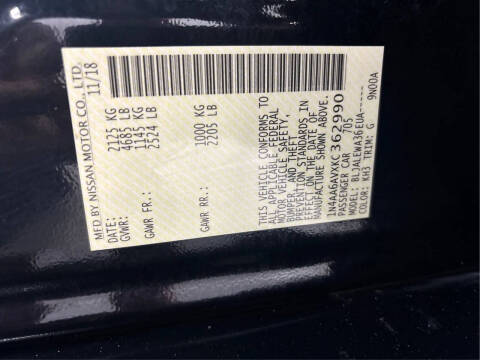 MFD BY NISSAN MOTOR CO., LTD.
DATE: 11/18
GVWR: 2125 KG
4685 LB
GAWR FR: 1145 KG
2524 LB
GAWR RR: 1000 KG
2205 LB
THIS VEHICLE CONFORMS TO
ALL APPLICABLE FEDERAL
MOTOR VEHICLE SAFETY,
BUMPER, AND THEFT
PREVENTION STANDARDS IN
EFFECT ON THE DATE OF
MANUFACTURE SHOWN ABOVE.
1N4AA6AVXKC362990
PASSENGER CAR 705
MODEL: BLJALEWA36EUA------
COLOR: KH3 TRIM: G 9N00A